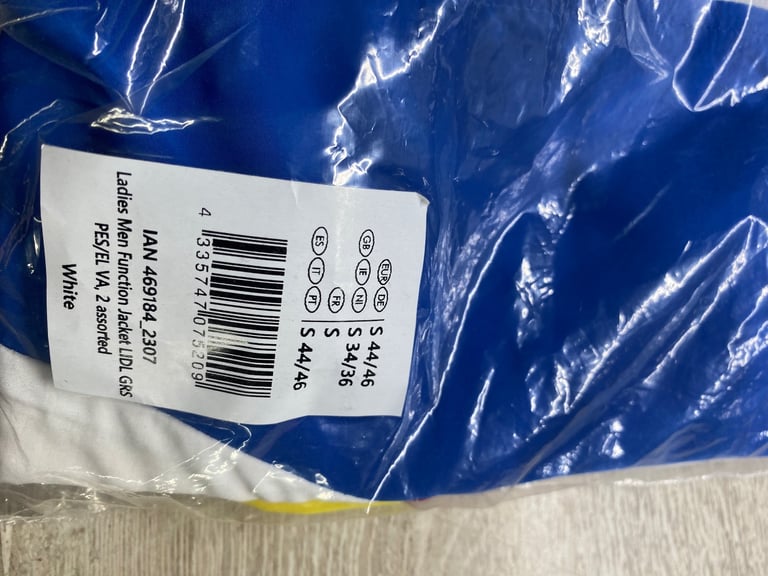 EUR DE S 44/46
GB IE NI S 34/36
FR S
ES IT PT S 44/46
4 335747 075209
IAN 469184_2307
Ladies Men Function Jacket LIDL GRS
PES/EL VA, 2 assorted
White